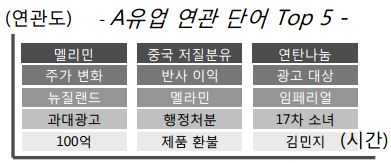 (연관도) - A유업 연관 단어 Top 5 -
멜리민 중국 저질분유 연탄나눔
주가 변화 반사 이익 광고 대상
뉴질랜드 멜라민 임페리얼
과대광고 행정처분 17차 소녀
100억 제품 환불 김민지 (시간)